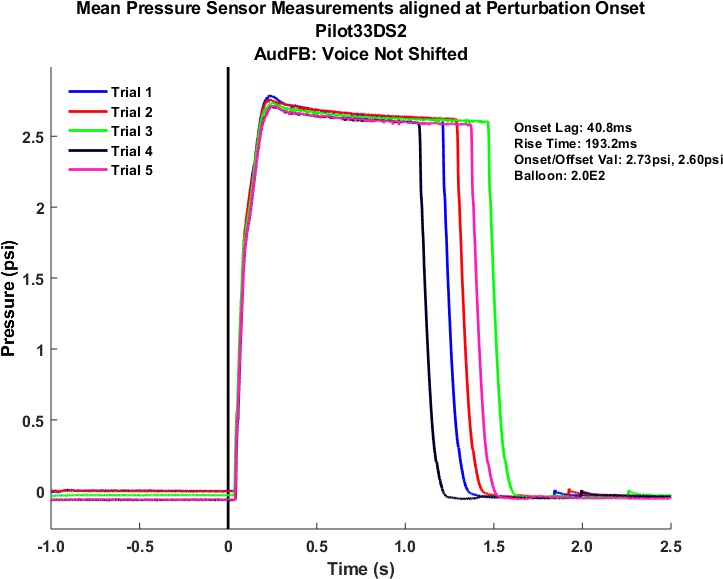 Mean Pressure Sensor Measurements aligned at Perturbation Onset
Pilot33DS2
AudFB: Voice Not Shifted
Trial 1
Trial 2
Trial 3
Trial 4
Trial 5
Onset Lag: 40.8ms
Rise Time: 193.2ms
Onset/Offset Val: 2.73psi, 2.60psi
Balloon: 2.0E2
Pressure (psi)
2.5
2
1.5
1
0.5
0
-1.0 -0.5 0 0.5 1.0 1.5 2.0 2.5
Time (s)